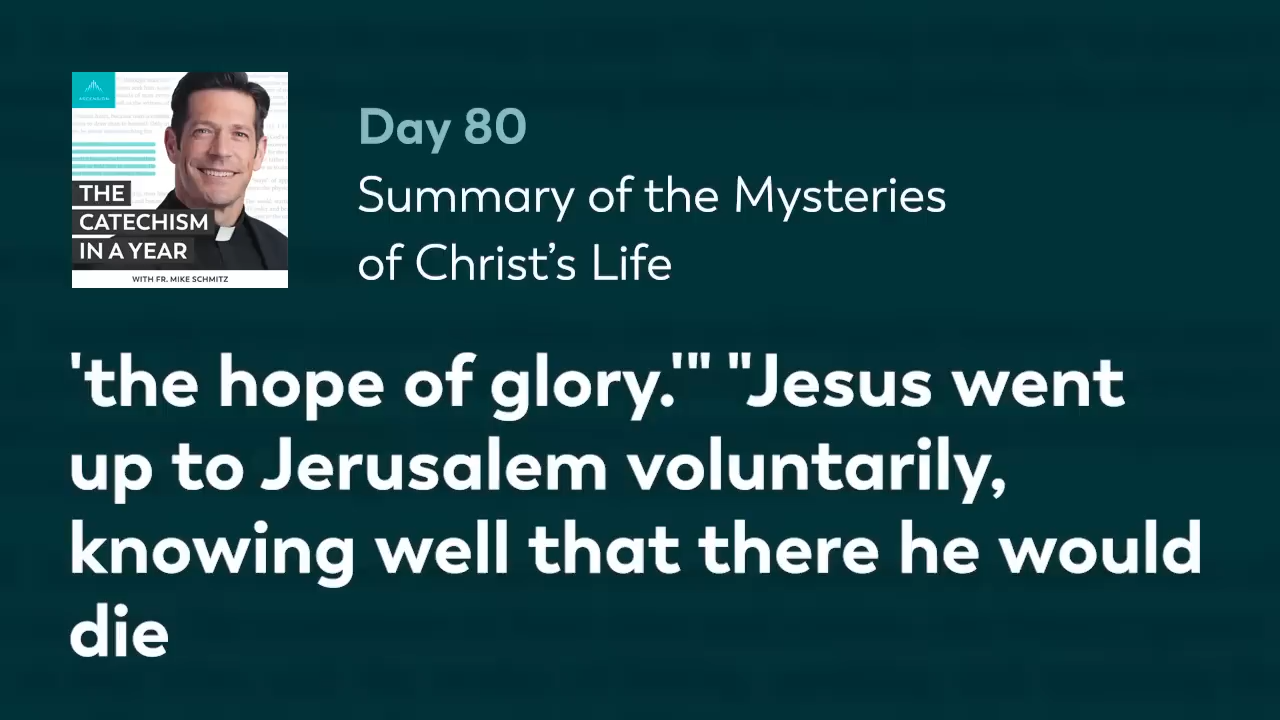 ASCENSION
THE
CATECHISM
IN A YEAR
WITH FR. MIKE SCHMITZ
Day 80
Summary of the Mysteries
of Christ’s Life
'the hope of glory.'" "Jesus went
up to Jerusalem voluntarily,
knowing well that there he would
die